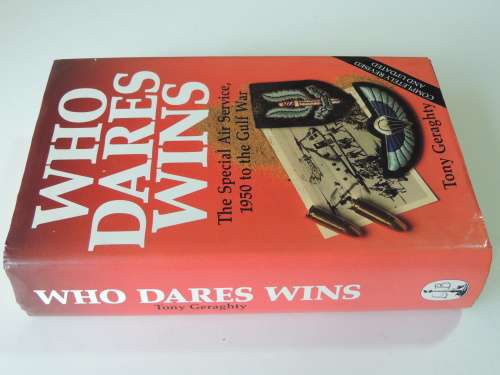 WHO
DARES
WINS
The Special Air Service,
1950 to the Gulf War
COMPLETELY REVISED
AND UPDATED
Tony Geraghty
WHO DARES WINS
Tony Geraghty